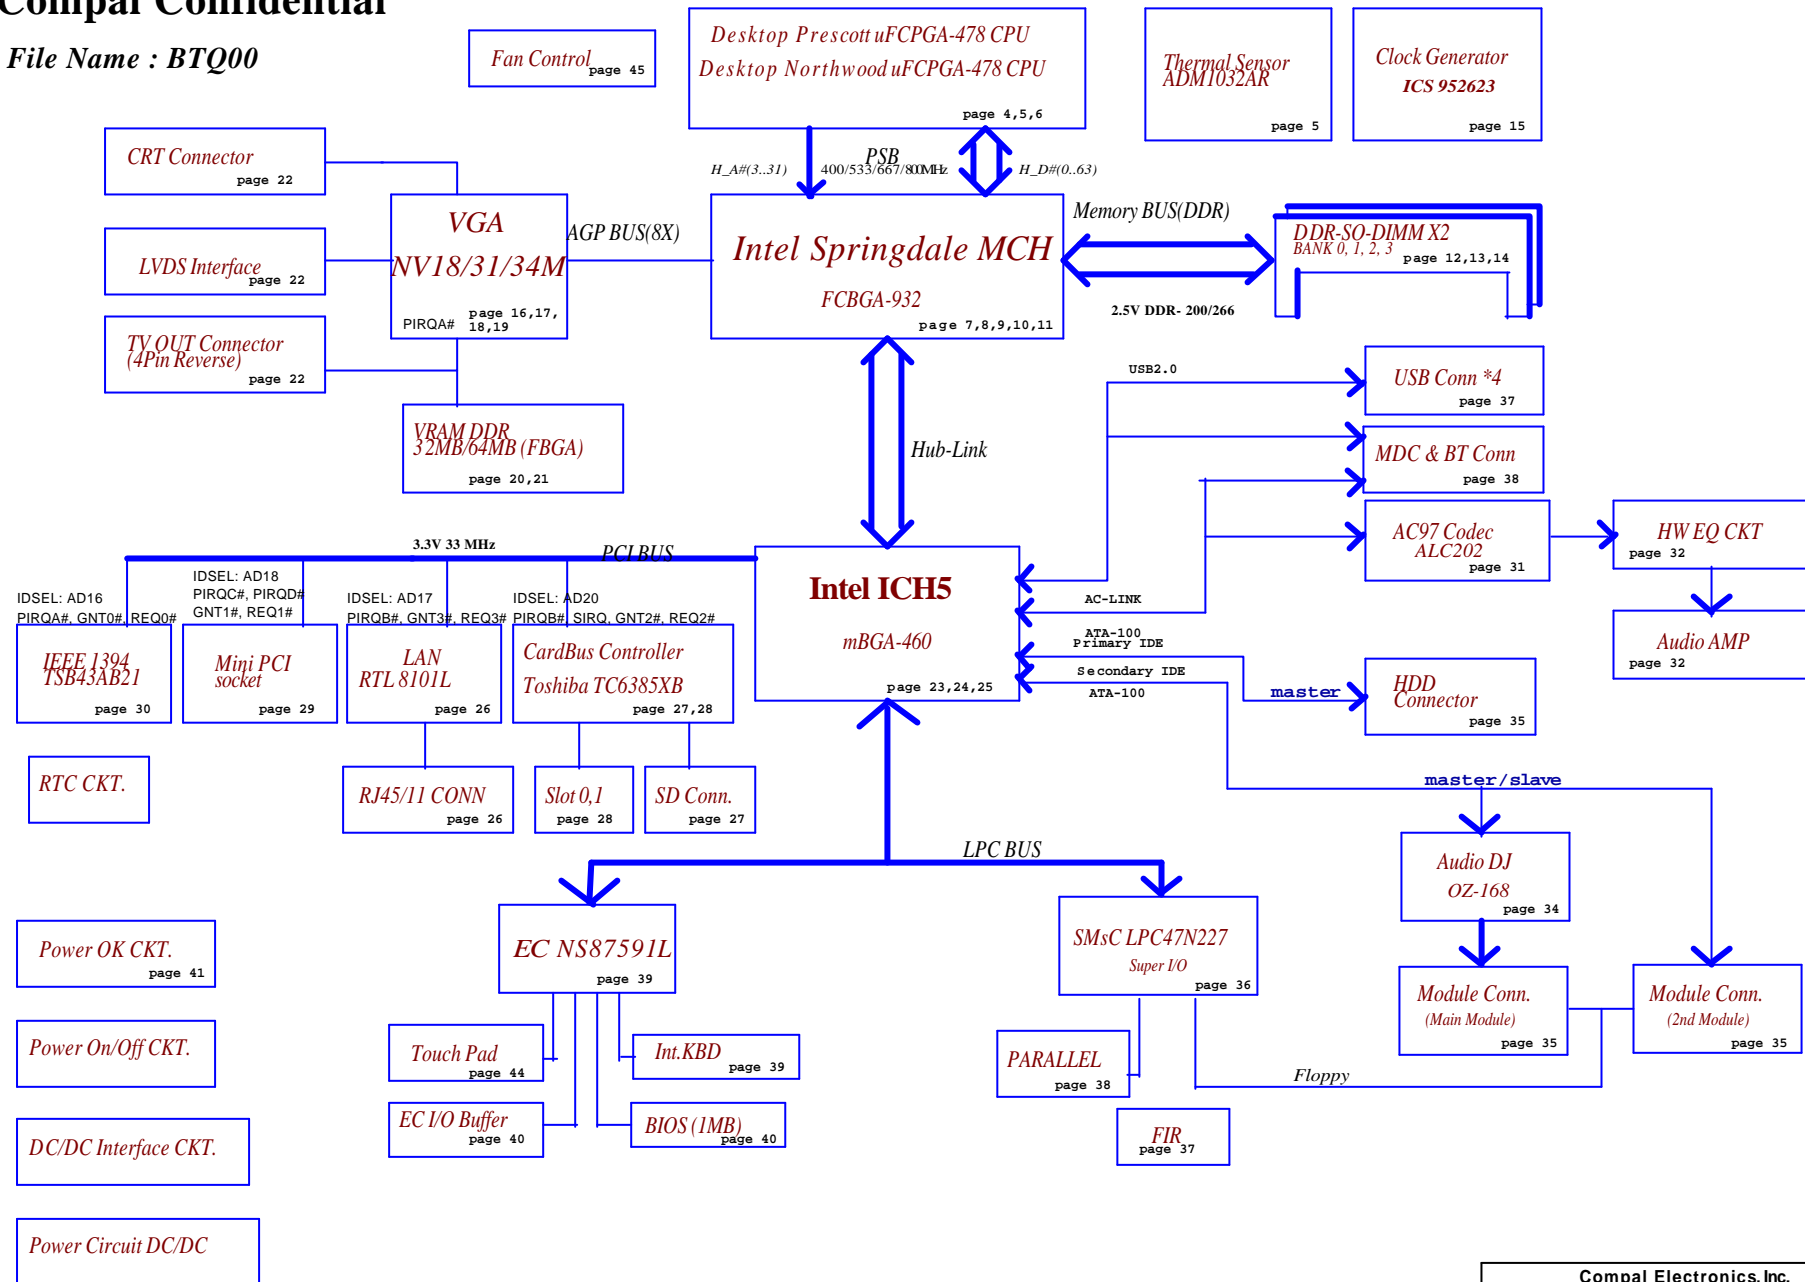 Compal Confidential
File Name : BTQ00
Fan Control
page 45
Desktop Prescott uFCPGA-478 CPU
Desktop Northwood uFCPGA-478 CPU
page 4,5,6
Thermal Sensor
ADM1032AR
page 5
Clock Generator
ICS 952623
page 15
CRT Connector
page 22
PSB
H_A#(3..31)
400/533/667/800MHz
H_D#(0..63)
VGA
NV18/31/34M
PIRQA#
page 16,17,
18,19
AGP BUS(8X)
Intel Springdale MCH
FCBGA-932
page 7,8,9,10,11
Memory BUS(DDR)
2.5V DDR- 200/266
DDR-SO-DIMM X2
BANK 0, 1, 2, 3
page 12,13,14
LVDS Interface
page 22
TV OUT Connector
(4Pin Reverse)
page 22
VRAM DDR
32MB/64MB (FBGA)
page 20,21
Hub-Link
USB2.0
USB Conn *4
page 37
MDC & BT Conn
page 38
AC97 Codec
ALC202
page 31
HW EQ CKT
page 32
Audio AMP
page 32
3.3V 33 MHz
PCI BUS
Intel ICH5
mBGA-460
page 23,24,25
AC-LINK
ATA-100
Primary IDE
Secondary IDE
ATA-100
master
HDD
Connector
page 35
IDSEL: AD16
PIRQA#, GNT0#, REQ0#
IDSEL: AD18
PIRQC#, PIRQD#
GNT1#, REQ1#
IDSEL: AD17
PIRQB#, GNT3#, REQ3#
IDSEL: AD20
PIRQB#, SIRQ, GNT2#, REQ2#
IEEE 1394
TSB43AB21
page 30
Mini PCI
socket
page 29
LAN
RTL 8101L
page 26
CardBus Controller
Toshiba TC6385XB
page 27,28
RTC CKT.
RJ45/11 CONN
page 26
Slot 0,1
page 28
SD Conn.
page 27
master/slave
Audio DJ
OZ-168
page 34
LPC BUS
Power OK CKT.
page 41
EC NS87591L
page 39
SMsC LPC47N227
Super I/O
page 36
Module Conn.
(Main Module)
page 35
Module Conn.
(2nd Module)
page 35
Power On/Off CKT.
Touch Pad
page 44
Int.KBD
page 39
PARALLEL
page 38
Floppy
EC I/O Buffer
page 40
BIOS (1MB)
page 40
FIR
page 37
DC/DC Interface CKT.
Power Circuit DC/DC
Compal Electronics, Inc.